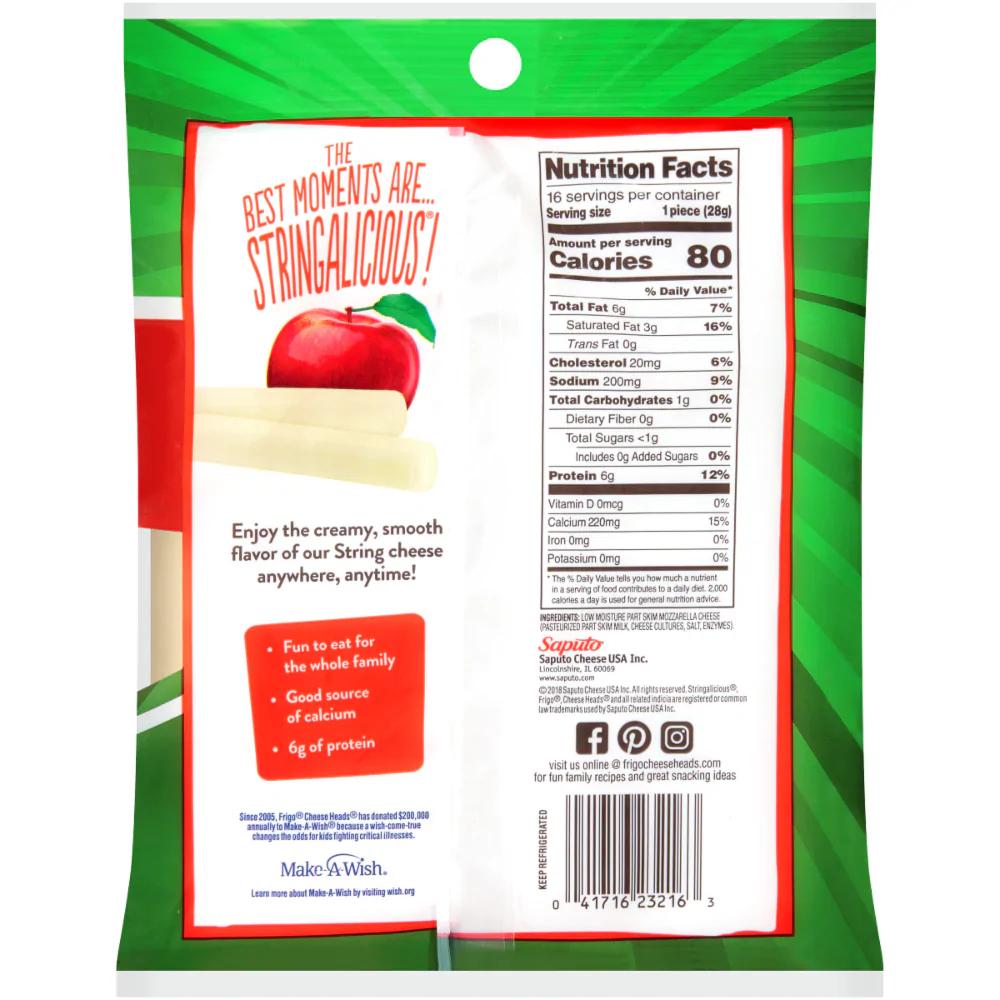 THE
BEST MOMENTS ARE...
STRINGALICIOUS®!
Enjoy the creamy, smooth
flavor of our String cheese
anywhere, anytime!
• Fun to eat for
the whole family
• Good source
of calcium
• 6g of protein
Since 2005, Frigo® Cheese Heads® has donated $200,000
annually to Make-A-Wish® because a wish-come-true
changes the odds for kids fighting critical illnesses.
Make-A-Wish®
Learn more about Make-A-Wish by visiting wish.org
Nutrition Facts
16 servings per container
Serving size 1 piece (28g)
Amount per serving
Calories 80
% Daily Value*
Total Fat 6g 7%
Saturated Fat 3g 16%
Trans Fat 0g
Cholesterol 20mg 6%
Sodium 200mg 9%
Total Carbohydrates 1g 0%
Dietary Fiber 0g 0%
Total Sugars <1g
Includes 0g Added Sugars 0%
Protein 6g 12%
Vitamin D 0mcg 0%
Calcium 220mg 15%
Iron 0mg 0%
Potassium 0mg 0%
* The % Daily Value tells you how much a nutrient
in a serving of food contributes to a daily diet. 2,000
calories a day is used for general nutrition advice.
INGREDIENTS: LOW MOISTURE PART SKIM MOZZARELLA CHEESE
(PASTEURIZED PART SKIM MILK, CHEESE CULTURES, SALT, ENZYMES).
Saputo
Saputo Cheese USA Inc.
Lincolnshire, IL 60069
www.saputo.com
©2018 Saputo Cheese USA Inc. All rights reserved. Stringalicious®,
Frigo®, Cheese Heads® and all related indicia are registered or common
law trademarks used by Saputo Cheese USA Inc.
visit us online @ frigocheeseheads.com
for fun family recipes and great snacking ideas
KEEP REFRIGERATED
0 41716 23216 3